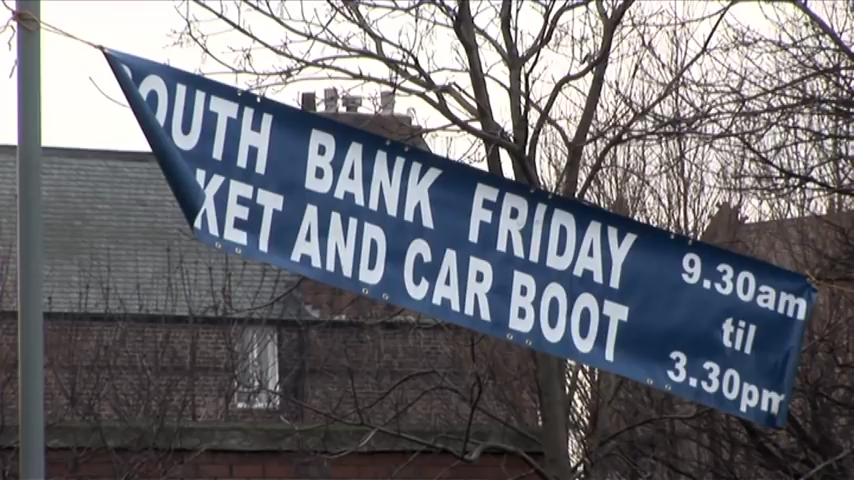 OUTH BANK FRIDAY
KET AND CAR BOOT
9.30am
til
3.30pm